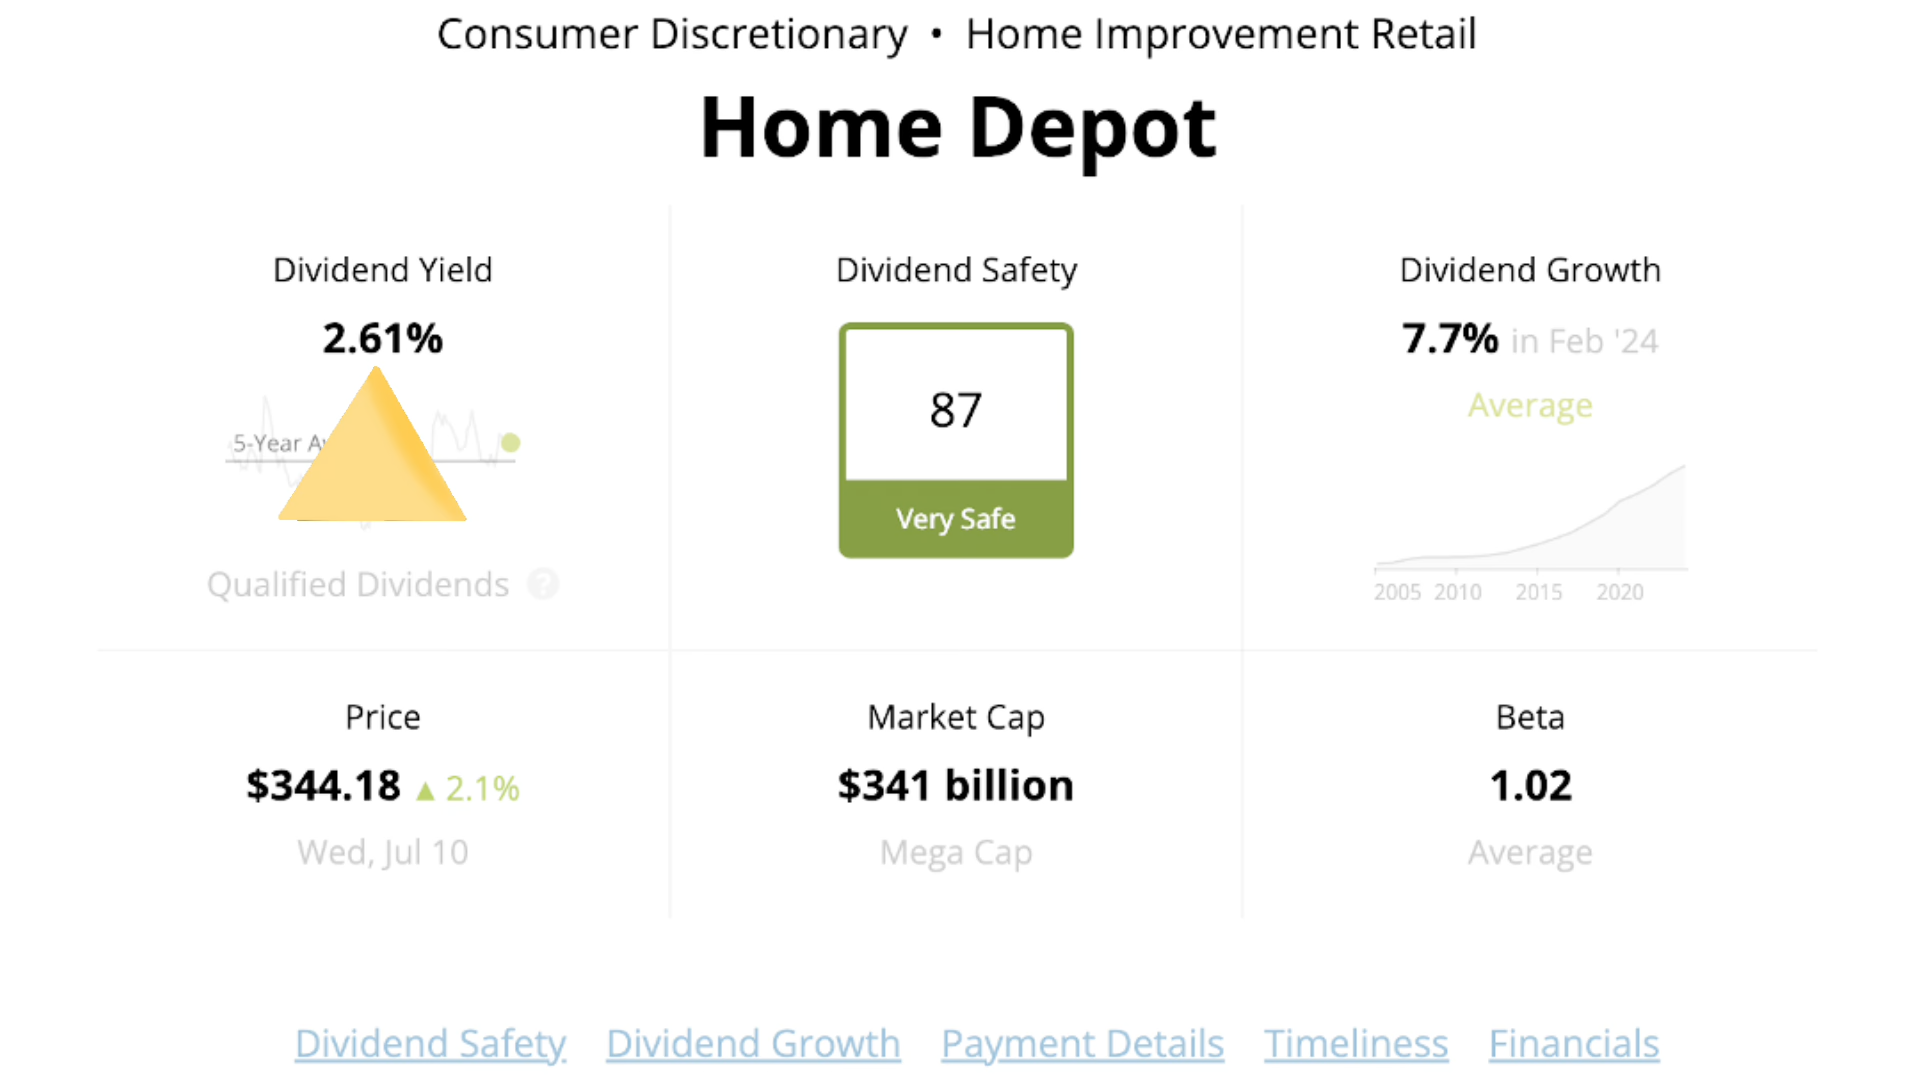 Consumer Discretionary • Home Improvement Retail
Home Depot
Dividend Yield
2.61%
5-Year
Qualified Dividends ?
Dividend Safety
87
Very Safe
Dividend Growth
7.7% in Feb '24
Average
2005 2010 2015 2020
Price
$344.18 ▲ 2.1%
Wed, Jul 10
Market Cap
$341 billion
Mega Cap
Beta
1.02
Average
Dividend Safety Dividend Growth Payment Details Timeliness Financials